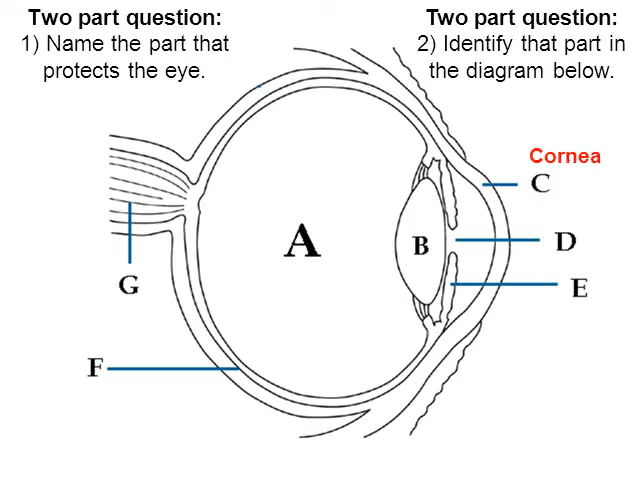 Two part question:
1) Name the part that
protects the eye.
Two part question:
2) Identify that part in
the diagram below.
Cornea
C
A
B
D
G
E
F